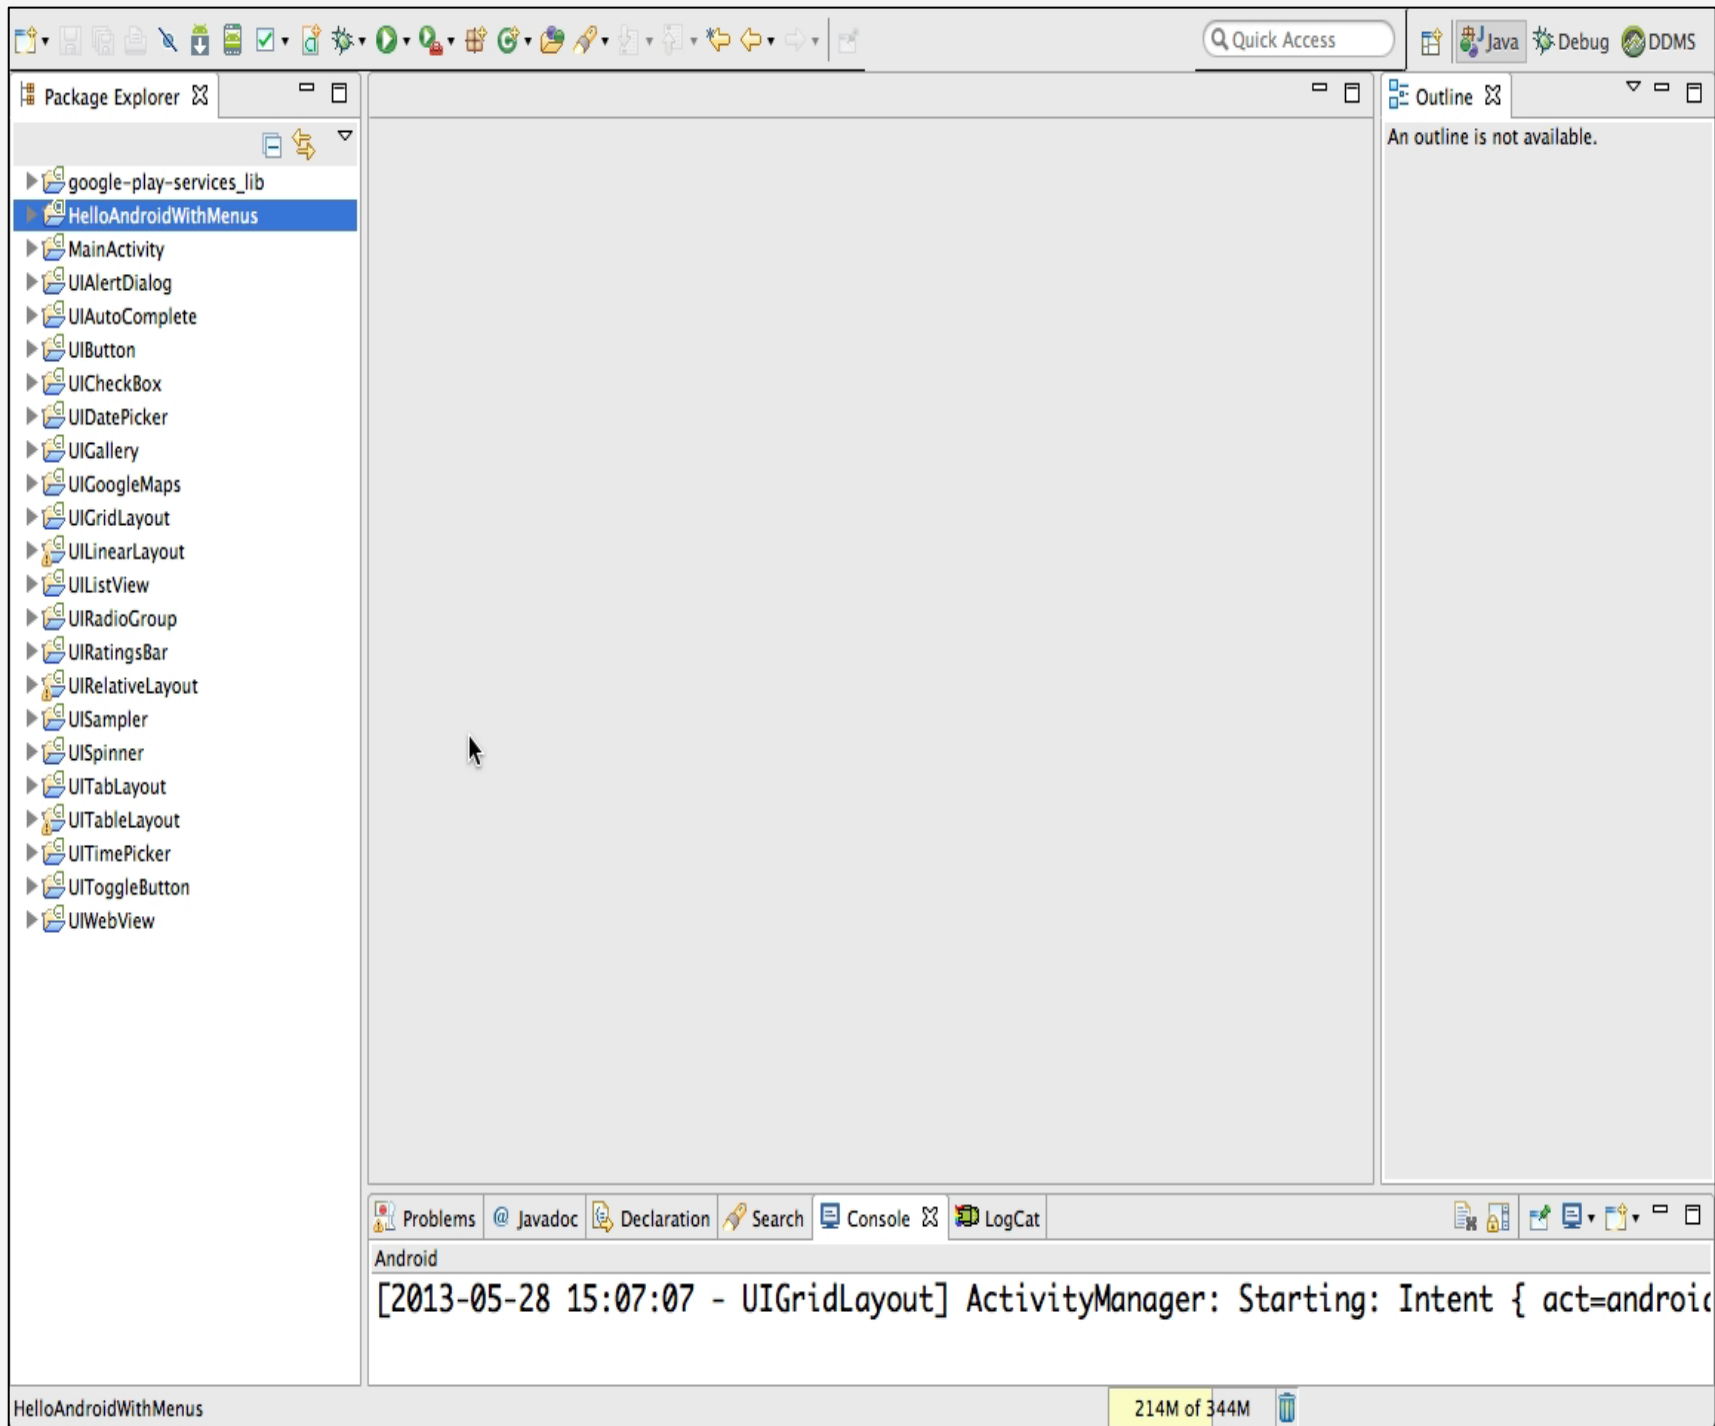 Quick Access
Java
Debug
DDMS
Package Explorer
Outline
An outline is not available.
google-play-services_lib
HelloAndroidWithMenus
MainActivity
UIAlertDialog
UIAutoComplete
UIButton
UICheckBox
UIDatePicker
UIGallery
UIGoogleMaps
UIGridLayout
UILinearLayout
UIListView
UIRadioGroup
UIRatingsBar
UIRelativeLayout
UISampler
UISpinner
UITabLayout
UITableLayout
UITimePicker
UIToggleButton
UIWebView
Problems
@ Javadoc
Declaration
Search
Console
LogCat
Android
[2013-05-28 15:07:07 - UIGridLayout] ActivityManager: Starting: Intent { act=androic
HelloAndroidWithMenus
214M of 344M